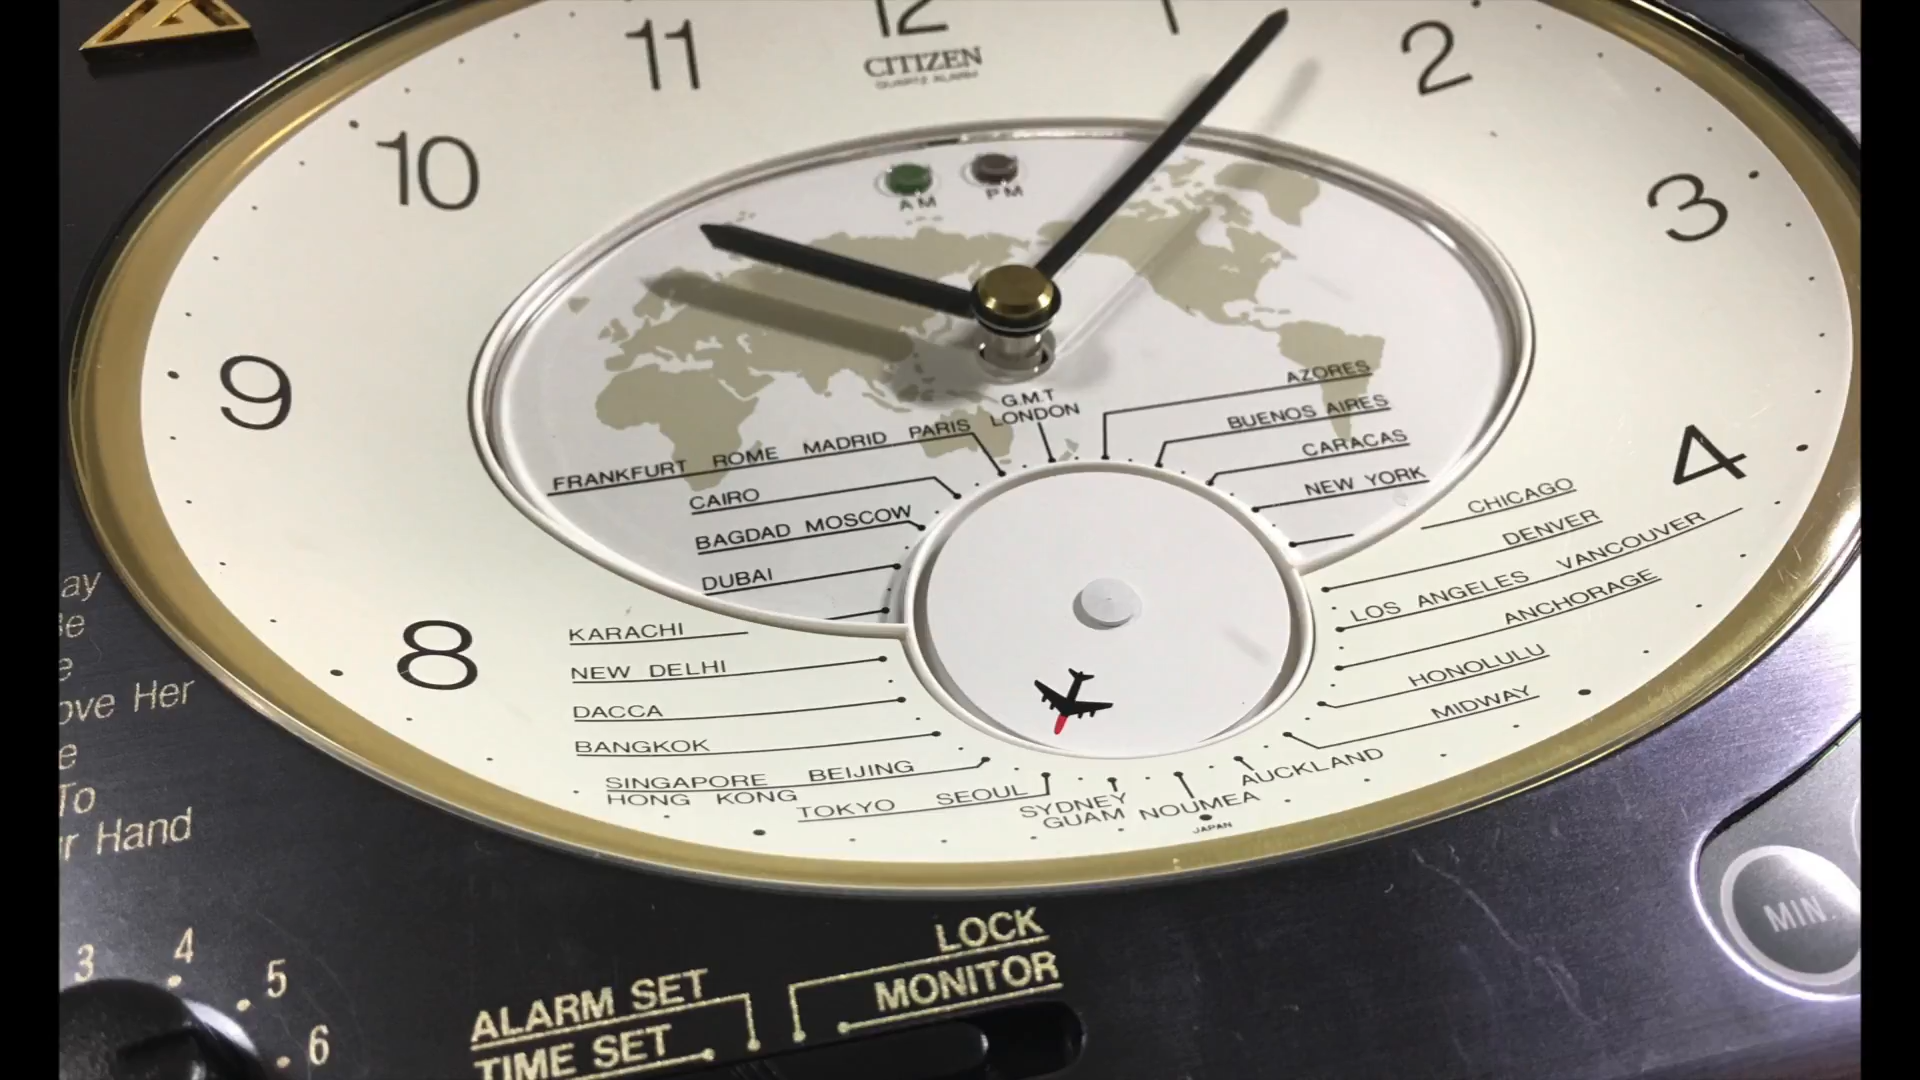 11
12
1
2
CITIZEN
QUARTZ ALARM
10
3
AM
PM
9
4
AZORES
G.M.T
LONDON
BUENOS AIRES
FRANKFURT ROME MADRID PARIS
CARACAS
CAIRO
NEW YORK
BAGDAD MOSCOW
CHICAGO
DUBAI
DENVER
LOS ANGELES VANCOUVER
KARACHI
ANCHORAGE
8
NEW DELHI
HONOLULU
DACCA
MIDWAY
BANGKOK
AUCKLAND
SINGAPORE BEIJING
HONG KONG
TOKYO SEOUL
SYDNEY
GUAM NOUMEA
JAPAN
ay
Be
e
ove Her
e
To
r Hand
3
4
5
6
LOCK
MONITOR
ALARM SET
TIME SET
MIN.